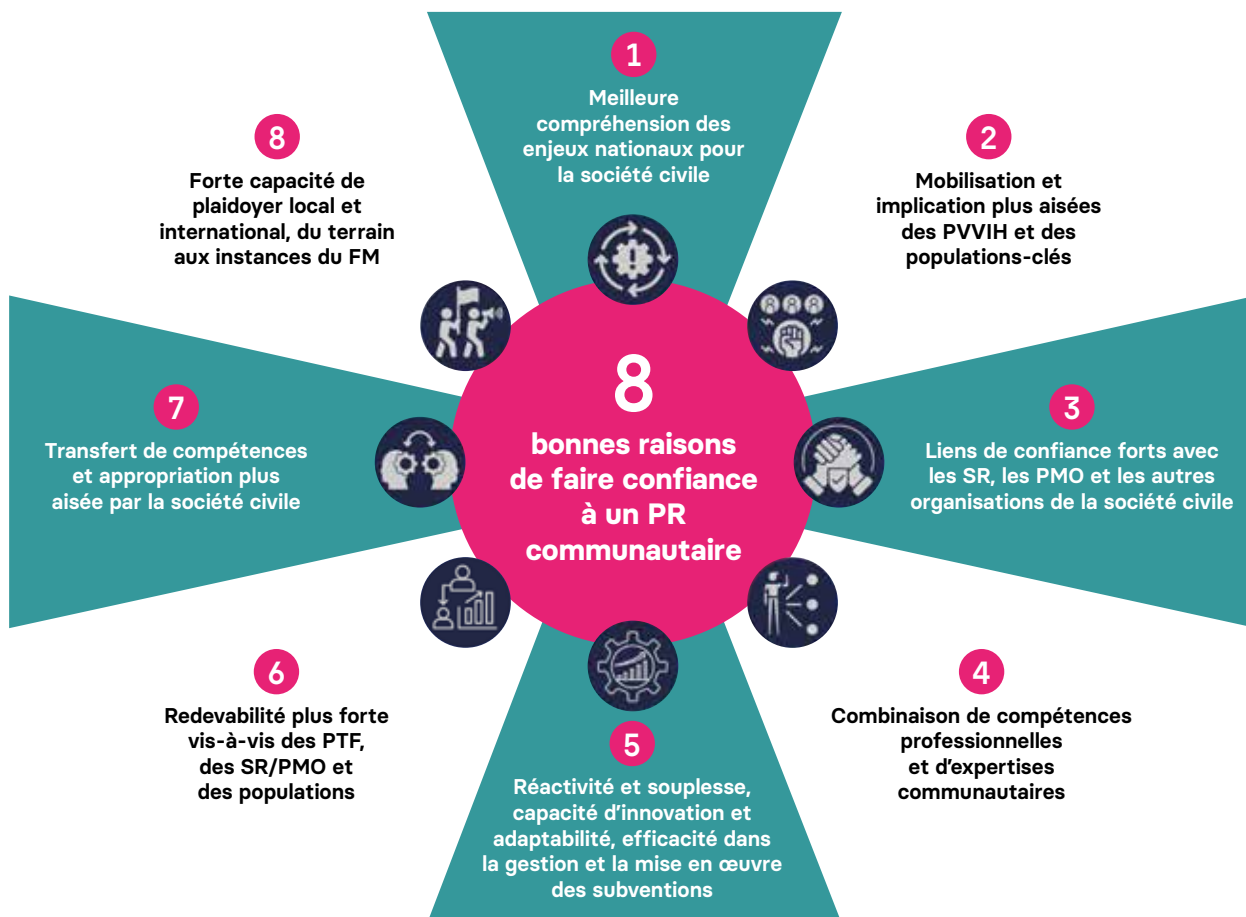 8
bonnes raisons
de faire confiance
à un PR
communautaire
1
Meilleure
compréhension des
enjeux nationaux pour
la société civile
2
Mobilisation et
implication plus aisées
des PVVIH et des
populations-clés
3
Liens de confiance forts avec
les SR, les PMO et les autres
organisations de la société civile
4
Combinaison de compétences
professionnelles
et d’expertises
communautaires
5
Réactivité et souplesse,
capacité d’innovation et
adaptabilité, efficacité dans
la gestion et la mise en œuvre
des subventions
6
Redevabilité plus forte
vis-à-vis des PTF,
des SR/PMO et
des populations
7
Transfert de compétences
et appropriation plus
aisée par la société civile
8
Forte capacité de
plaidoyer local et
international, du terrain
aux instances du FM